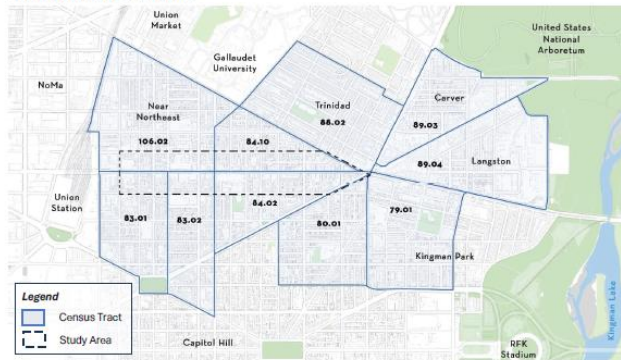 Union
Market
United States
National
Arboretum
Gallaudet
University
NoMa
Near
Northeast
Trinidad
Carver
88.02
89.03
106.02
84.10
89.04
Langston
Union
Station
83.01
83.02
84.02
80.01
79.01
Kingman Park
Legend
Census Tract
Study Area
Capitol Hill
RFK
Stadium
Kingman Lake